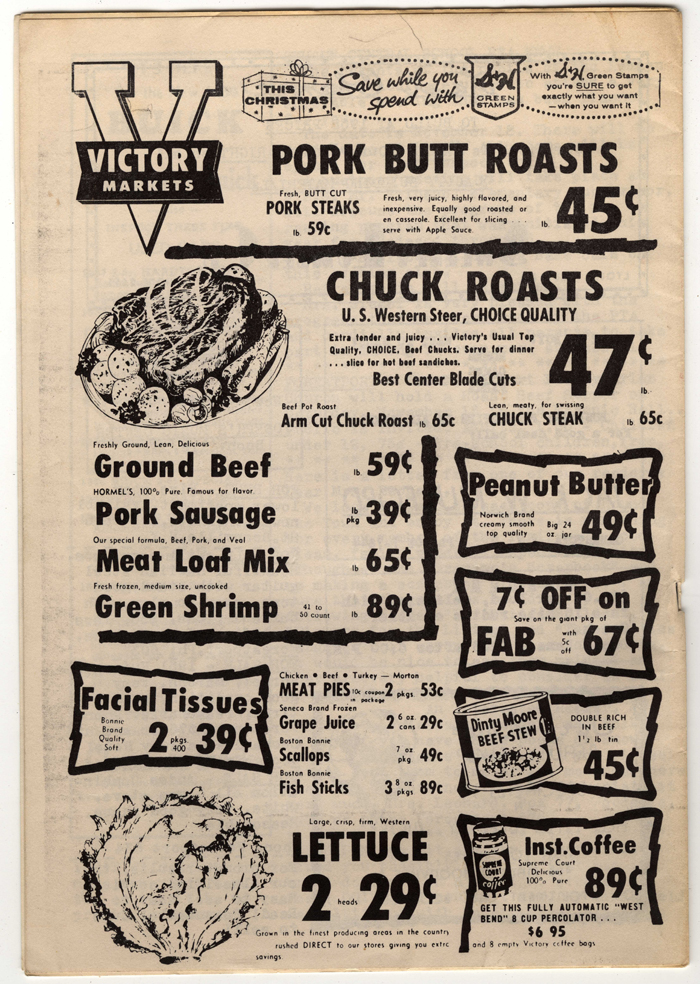 THIS
CHRISTMAS
Save while you
spend with
S&H
GREEN
STAMPS
With S&H Green Stamps
you're SURE to get
exactly what you want
—when you want it
V
VICTORY
MARKETS
PORK BUTT ROASTS
Fresh, BUTT CUT
PORK STEAKS
lb. 59c
Fresh, very juicy, highly flavored, and
inexpensive. Equally good roasted or
en casserole. Excellent for slicing . . .
serve with Apple Sauce.
lb. 45¢
CHUCK ROASTS
U. S. Western Steer, CHOICE QUALITY
Extra tender and juicy . . . Victory's Usual Top
Quality, CHOICE, Beef Chucks. Serve for dinner
. . . slice for hot beef sandiches.
Best Center Blade Cuts
47¢
lb.
Beef Pot Roast
Arm Cut Chuck Roast lb 65c
Lean, meaty, for swissing
CHUCK STEAK lb 65c
Freshly Ground, Lean, Delicious
Ground Beef lb. 59¢
HORMEL'S, 100% Pure. Famous for flavor.
Pork Sausage lb pkg 39¢
Our special formula, Beef, Pork, and Veal
Meat Loaf Mix lb 65¢
Fresh frozen, medium size, uncooked
Green Shrimp 41 to 50 count lb 89¢
Peanut Butter
Norwich Brand
creamy smooth
top quality
Big 24
oz jar
49¢
7¢ OFF on
Save on the giant pkg of
FAB with 5c off 67¢
Facial Tissues
Bonnie
Brand
Quality
Soft
2 pkgs. 400 39¢
Chicken • Beef • Turkey — Morton
MEAT PIES 10c coupon in package 2 pkgs. 53c
Seneca Brand Frozen
Grape Juice 2 6 oz. cans 29c
Boston Bonnie
Scallops 7 oz pkg 49c
Boston Bonnie
Fish Sticks 3 8 oz pkgs 89c
Dinty Moore
BEEF STEW
DOUBLE RICH
IN BEEF
1½ lb tin
45¢
Large, crisp, firm, Western
LETTUCE
2 heads 29¢
Grown in the finest producing areas in the country
rushed DIRECT to our stores giving you extra
savings.
SUPREME
COURT
coffee
Inst. Coffee
Supreme Court
Delicious
100% Pure
89¢
GET THIS FULLY AUTOMATIC "WEST
BEND" 8 CUP PERCOLATOR . . .
$6 95
and 8 empty Victory coffee bags